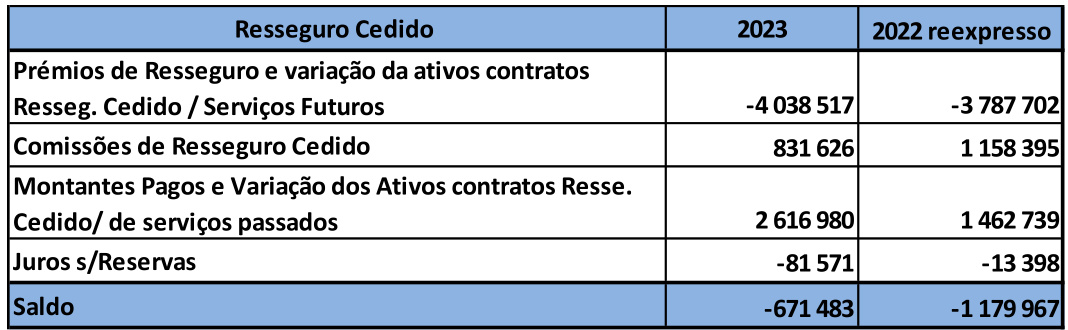 Resseguro Cedido 2023 2022 reexpresso
Prémios de Resseguro e variação da ativos contratos
Resseg. Cedido / Serviços Futuros -4 038 517 -3 787 702
Comissões de Resseguro Cedido 831 626 1 158 395
Montantes Pagos e Variação dos Ativos contratos Resse.
Cedido/ de serviços passados 2 616 980 1 462 739
Juros s/Reservas -81 571 -13 398
Saldo -671 483 -1 179 967